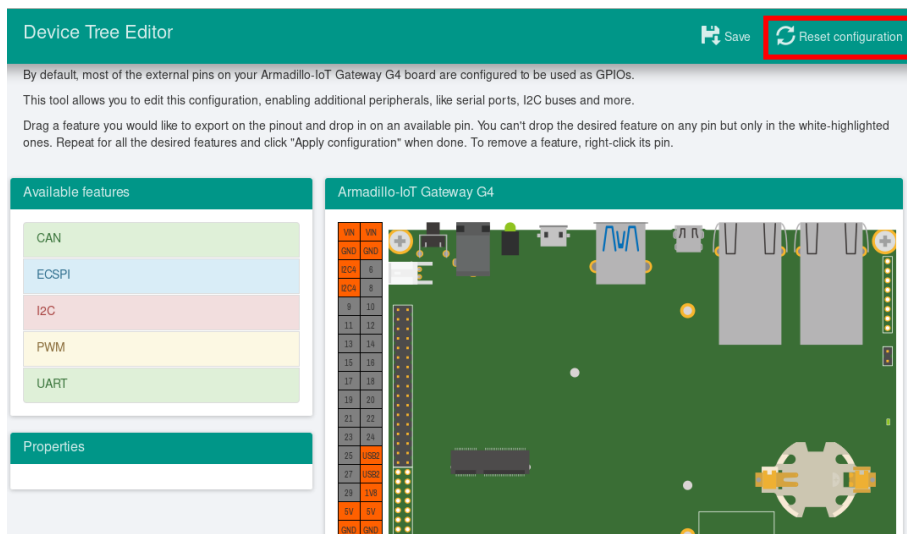 Device Tree Editor
Save
Reset configuration
By default, most of the external pins on your Armadillo-IoT Gateway G4 board are configured to be used as GPIOs.
This tool allows you to edit this configuration, enabling additional peripherals, like serial ports, I2C buses and more.
Drag a feature you would like to export on the pinout and drop in on an available pin. You can't drop the desired feature on any pin but only in the white-highlighted
ones. Repeat for all the desired features and click "Apply configuration" when done. To remove a feature, right-click its pin.
Available features
CAN
ECSPI
I2C
PWM
UART
Properties
Armadillo-IoT Gateway G4
VIN VIN
GND GND
I2C4 6
I2C4 8
9 10
11 12
13 14
15 16
17 18
19 20
21 22
23 24
25 USB2
27 USB2
29 1V8
5V 5V
GND GND